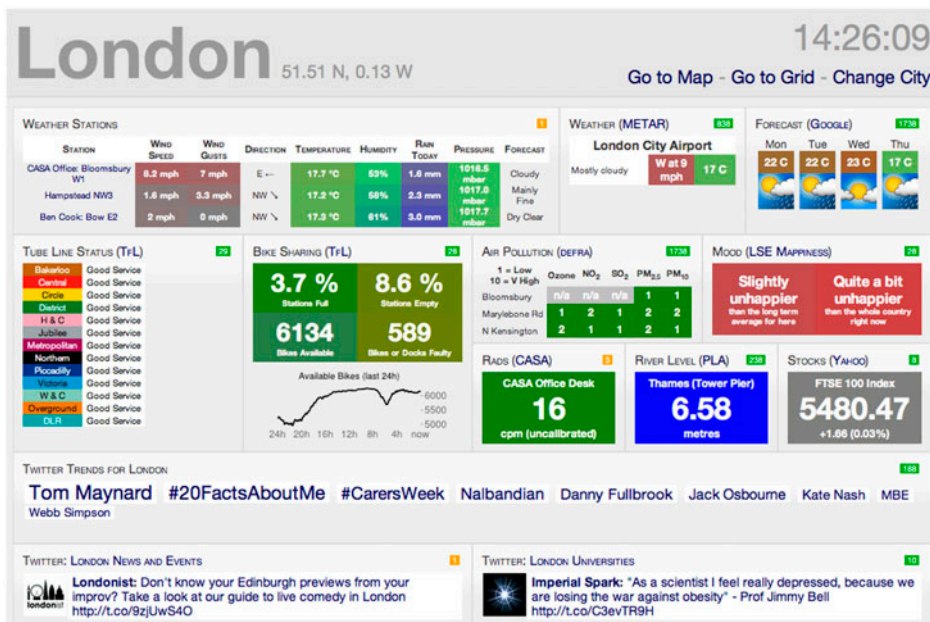 London 51.51 N, 0.13 W
14:26:09
Go to Map - Go to Grid - Change City
WEATHER STATIONS 1
STATION WIND SPEED WIND GUSTS DIRECTION TEMPERATURE HUMIDITY RAIN TODAY PRESSURE FORECAST
CASA Office: Bloomsbury W1 6.2 mph 7 mph E ← 17.7 °C 53% 1.6 mm 1016.5 mbar Cloudy
Hampstead NW3 1.6 mph 3.3 mph NW ↘ 17.2 °C 58% 2.3 mm 1017.0 mbar Mainly Fine
Ben Cook: Bow E2 2 mph 0 mph NW ↘ 17.3 °C 61% 3.0 mm 1017.7 mbar Dry Clear
WEATHER (METAR) 838
London City Airport
Mostly cloudy W at 9 mph 17 C
FORECAST (GOOGLE) 1738
Mon Tue Wed Thu
22 C 22 C 23 C 17 C
TUBE LINE STATUS (TFL) 29
Bakerloo Good Service
Central Good Service
Circle Good Service
District Good Service
H & C Good Service
Jubilee Good Service
Metropolitan Good Service
Northern Good Service
Piccadilly Good Service
Victoria Good Service
W & C Good Service
Overground Good Service
DLR Good Service
BIKE SHARING (TFL) 28
3.7 % 8.6 %
Stations Full Stations Empty
6134 589
Bikes Available Bikes or Docks Faulty
Available Bikes (last 24h)
6000
5500
5000
24h 20h 16h 12h 8h 4h now
AIR POLLUTION (DEFRA) 1738
1 = Low
10 = V High
Ozone NO2 SO2 PM2.5 PM10
Bloomsbury n/a n/a n/a 1 1
Marylebone Rd 1 2 1 2 2
N Kensington 2 1 1 2 2
MOOD (LSE MAPPINESS) 28
Slightly unhappier
than the long term average for here
Quite a bit unhappier
than the whole country right now
RADS (CASA) 3
CASA Office Desk
16
cpm (uncalibrated)
RIVER LEVEL (PLA) 238
Thames (Tower Pier)
6.58
metres
STOCKS (YAHOO) 8
FTSE 100 Index
5480.47
+1.66 (0.03%)
TWITTER TRENDS FOR LONDON 188
Tom Maynard #20FactsAboutMe #CarersWeek Nalbandian Danny Fullbrook Jack Osbourne Kate Nash MBE
Webb Simpson
TWITTER: LONDON NEWS AND EVENTS 1
londonist
Londonist: Don't know your Edinburgh previews from your
improv? Take a look at our guide to live comedy in London
http://t.co/9zjUwS4O
TWITTER: LONDON UNIVERSITIES 10
Imperial Spark: "As a scientist I feel really depressed, because we
are losing the war against obesity" - Prof Jimmy Bell
http://t.co/C3evTR9H